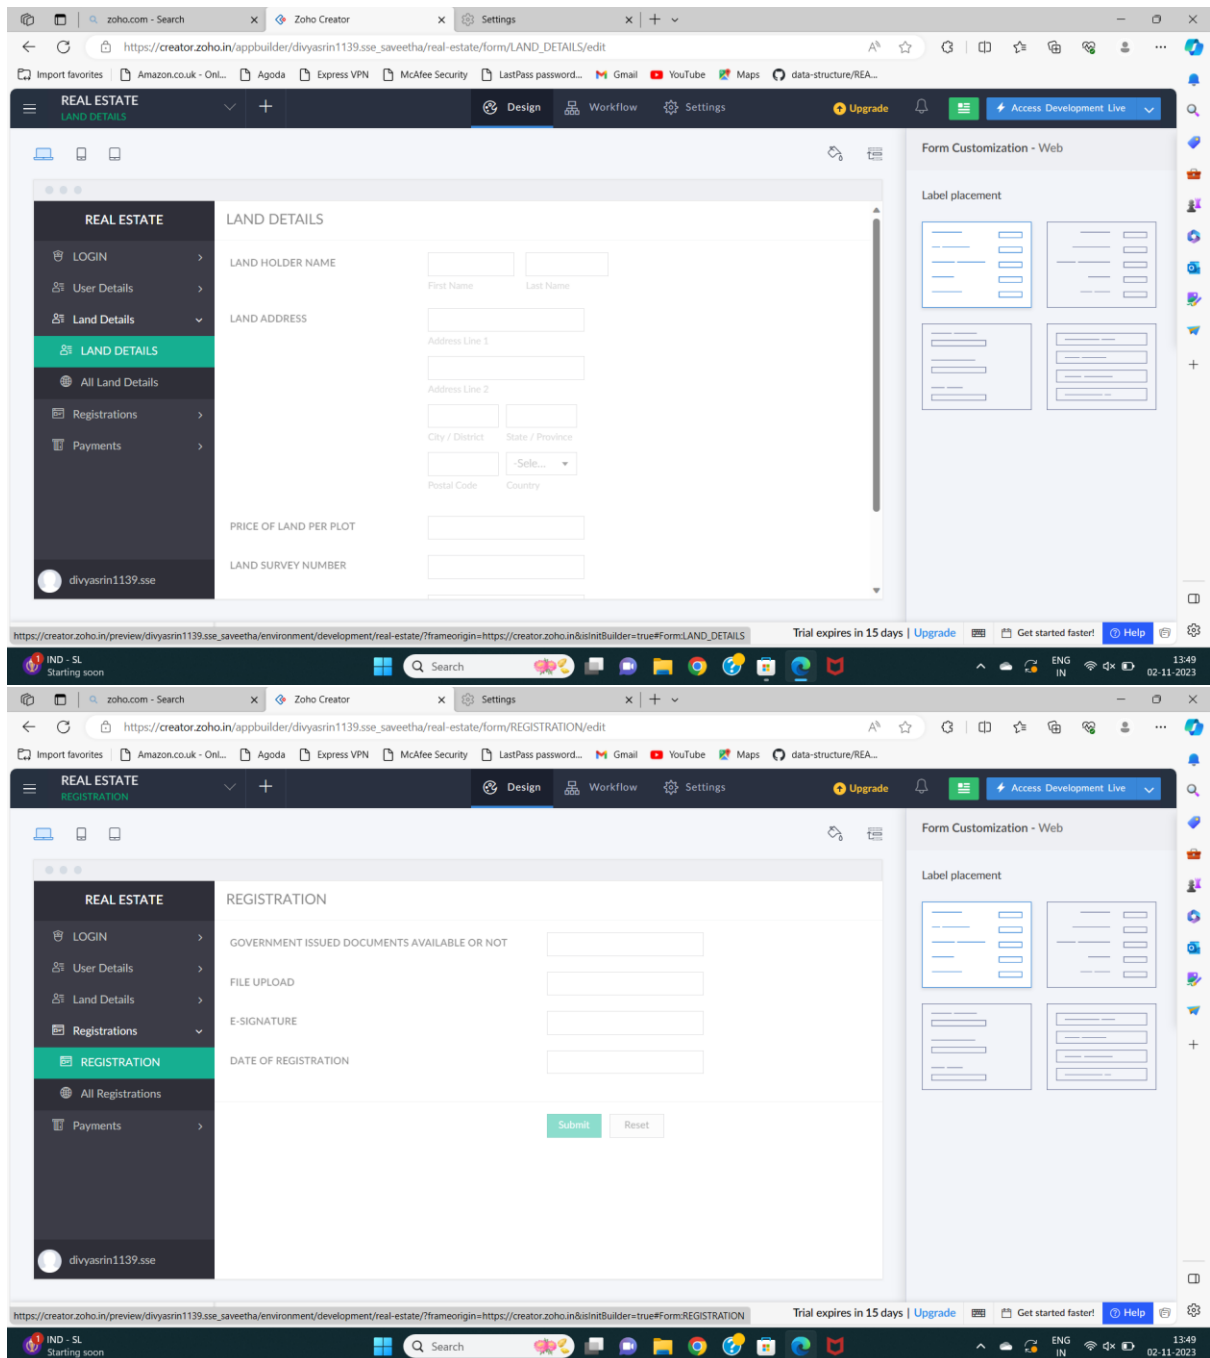 zoho.com - Search
Zoho Creator
Settings
https://creator.zoho.in/appbuilder/divyasrin1139.sse_saveetha/real-estate/form/LAND_DETAILS/edit
Import favorites
Amazon.co.uk - Onl...
Agoda
Express VPN
McAfee Security
LastPass password...
Gmail
YouTube
Maps
data-structure/REA...
REAL ESTATE
LAND DETAILS
Design
Workflow
Settings
Upgrade
Access Development Live
Form Customization - Web
Label placement
REAL ESTATE
LOGIN
User Details
Land Details
LAND DETAILS
All Land Details
Registrations
Payments
divyasrin1139.sse
LAND DETAILS
LAND HOLDER NAME
First Name
Last Name
LAND ADDRESS
Address Line 1
Address Line 2
City / District
State / Province
-Sele...
Postal Code
Country
PRICE OF LAND PER PLOT
LAND SURVEY NUMBER
https://creator.zoho.in/preview/divyasrin1139.sse_saveetha/environment/development/real-estate/?frameorigin=https://creator.zoho.in&isInitBuilder=true#Form:LAND_DETAILS
Trial expires in 15 days | Upgrade
Get started faster!
Help
1
IND - SL
Starting soon
Search
ENG
IN
13:49
02-11-2023
zoho.com - Search
Zoho Creator
Settings
https://creator.zoho.in/appbuilder/divyasrin1139.sse_saveetha/real-estate/form/REGISTRATION/edit
Import favorites
Amazon.co.uk - Onl...
Agoda
Express VPN
McAfee Security
LastPass password...
Gmail
YouTube
Maps
data-structure/REA...
REAL ESTATE
REGISTRATION
Design
Workflow
Settings
Upgrade
Access Development Live
Form Customization - Web
Label placement
REAL ESTATE
LOGIN
User Details
Land Details
Registrations
REGISTRATION
All Registrations
Payments
divyasrin1139.sse
REGISTRATION
GOVERNMENT ISSUED DOCUMENTS AVAILABLE OR NOT
FILE UPLOAD
E-SIGNATURE
DATE OF REGISTRATION
Submit
Reset
https://creator.zoho.in/preview/divyasrin1139.sse_saveetha/environment/development/real-estate/?frameorigin=https://creator.zoho.in&isInitBuilder=true#Form:REGISTRATION
Trial expires in 15 days | Upgrade
Get started faster!
Help
1
IND - SL
Starting soon
Search
ENG
IN
13:49
02-11-2023